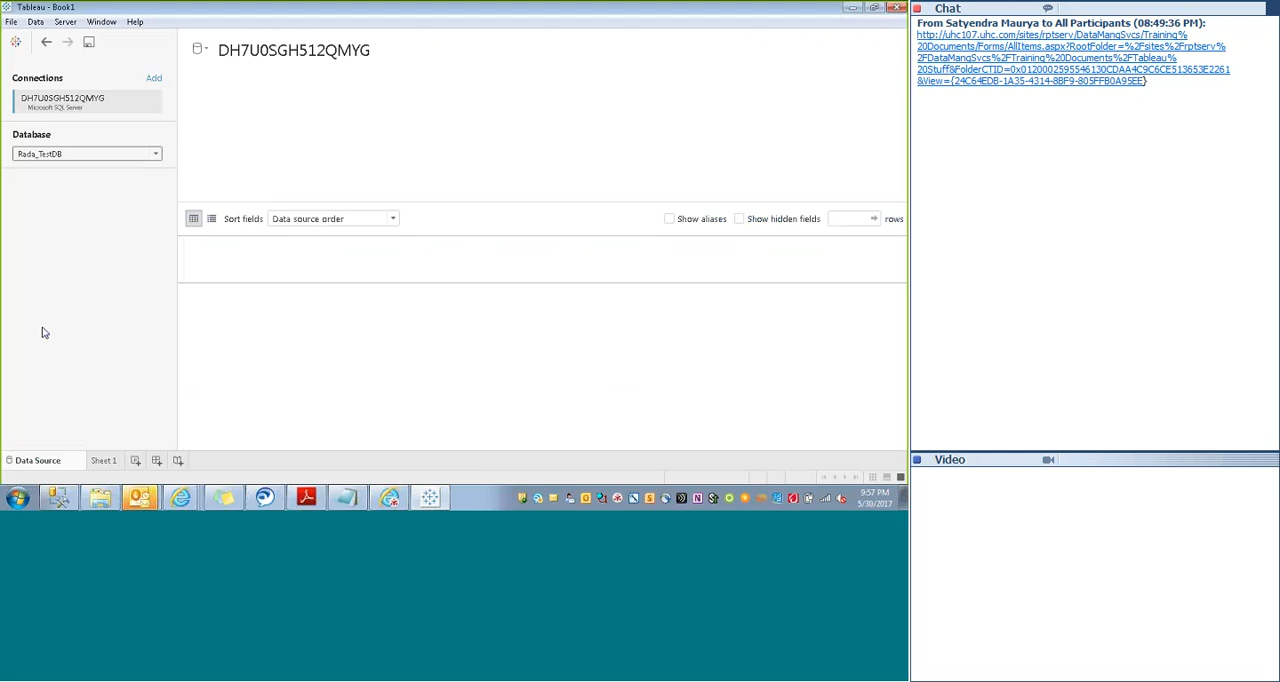 Tableau - Book1
File Data Server Window Help
Connections Add
DH7U0SGH512QMYG
Microsoft SQL Server
Database
Rada_TestDB
DH7U0SGH512QMYG
Sort fields Data source order Show aliases Show hidden fields rows
Data Source Sheet 1
9:57 PM
5/30/2017
Chat
From Satyendra Maurya to All Participants (08:49:36 PM):
http://uhc107.uhc.com/sites/rptserv/DataMangSvcs/Training%
20Documents/Forms/AllItems.aspx?RootFolder=%2Fsites%2Frptserv%
2FDataMangSvcs%2FTraining%20Documents%2FTableau%
20Stuff&FolderCTID=0x0120002595546130CDAA4C9C6CE513653E2261
&View={24C64EDB-1A35-4314-8BF9-805FFB0A95EE}
Video